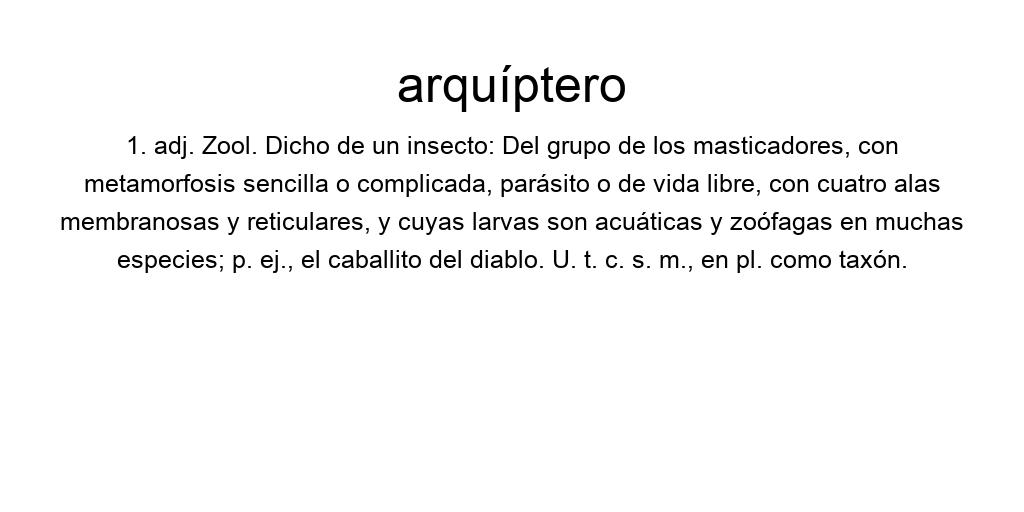 arquíptero
1. adj. Zool. Dicho de un insecto: Del grupo de los masticadores, con
metamorfosis sencilla o complicada, parásito o de vida libre, con cuatro alas
membranosas y reticulares, y cuyas larvas son acuáticas y zoófagas en muchas
especies; p. ej., el caballito del diablo. U. t. c. s. m., en pl. como taxón.